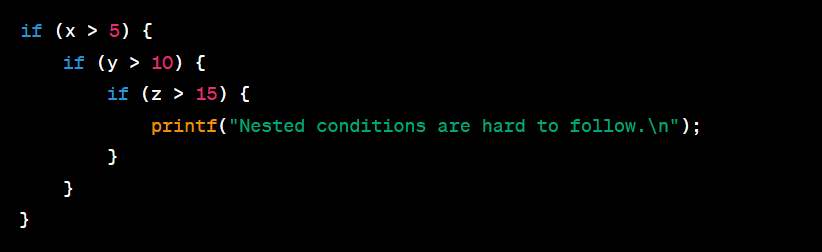 if (x > 5) {
    if (y > 10) {
        if (z > 15) {
            printf("Nested conditions are hard to follow.\n");
        }
    }
}